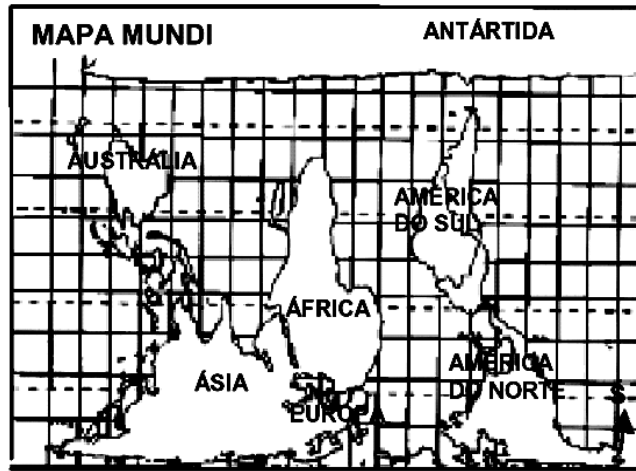 MAPA MUNDI
ANTÁRTIDA
AUSTRÁLIA
AMÉRICA
DO SUL
ÁFRICA
AMÉRICA
DO NORTE
ÁSIA
EUROPA
S